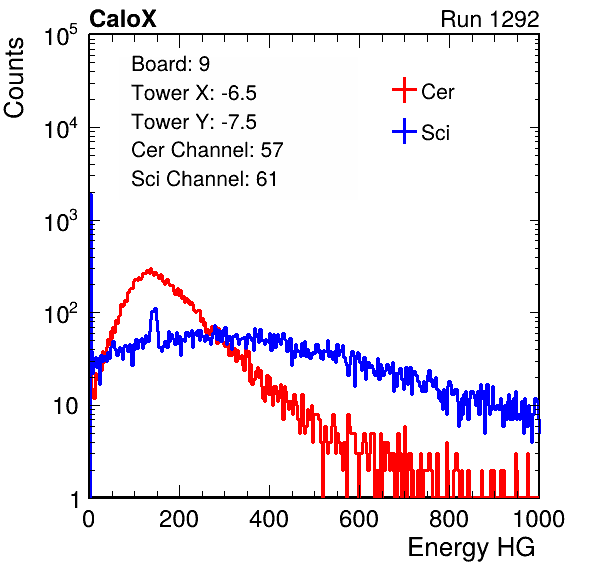 CaloX Run 1292
Counts
Board: 9
Tower X: -6.5
Tower Y: -7.5
Cer Channel: 57
Sci Channel: 61
Cer
Sci
10^5
10^4
10^3
10^2
10
1
0 200 400 600 800 1000
Energy HG